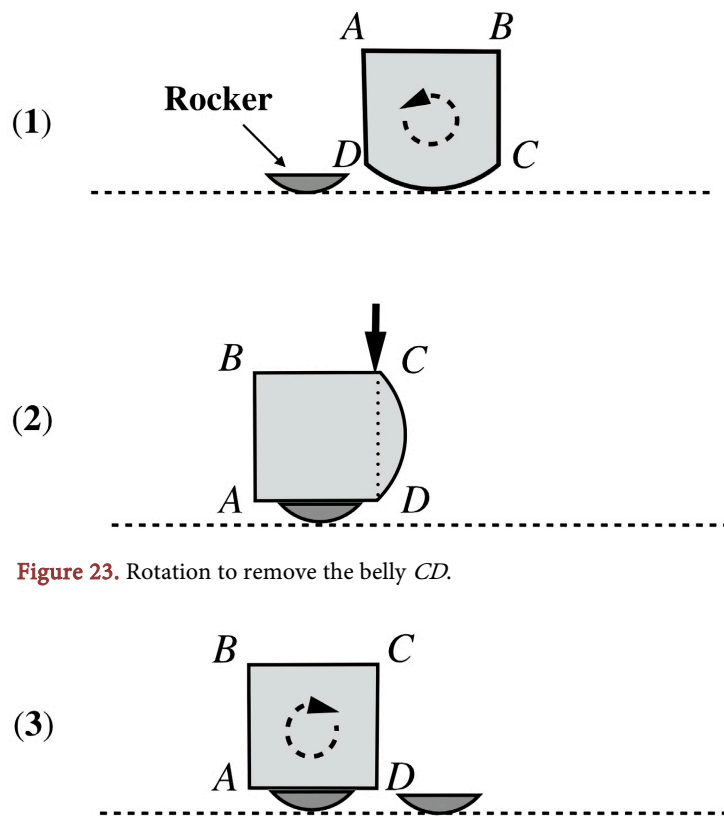 A B
Rocker
(1)
D C
B C
(2)
A D
Figure 23. Rotation to remove the belly CD.
B C
(3)
A D